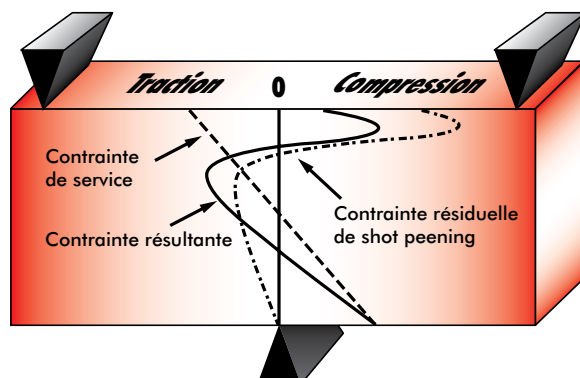 Traction 0 Compression
Contrainte
de service
Contrainte résultante
Contrainte résiduelle
de shot peening